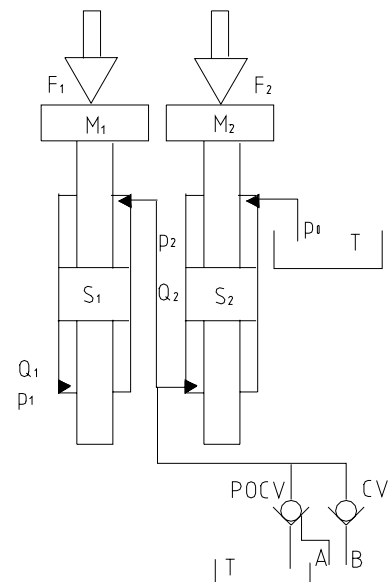 F₁ F₂
M₁ M₂
p₀ T
p₂
S₁ Q₂ S₂
Q₁
p₁
POCV CV
T A B